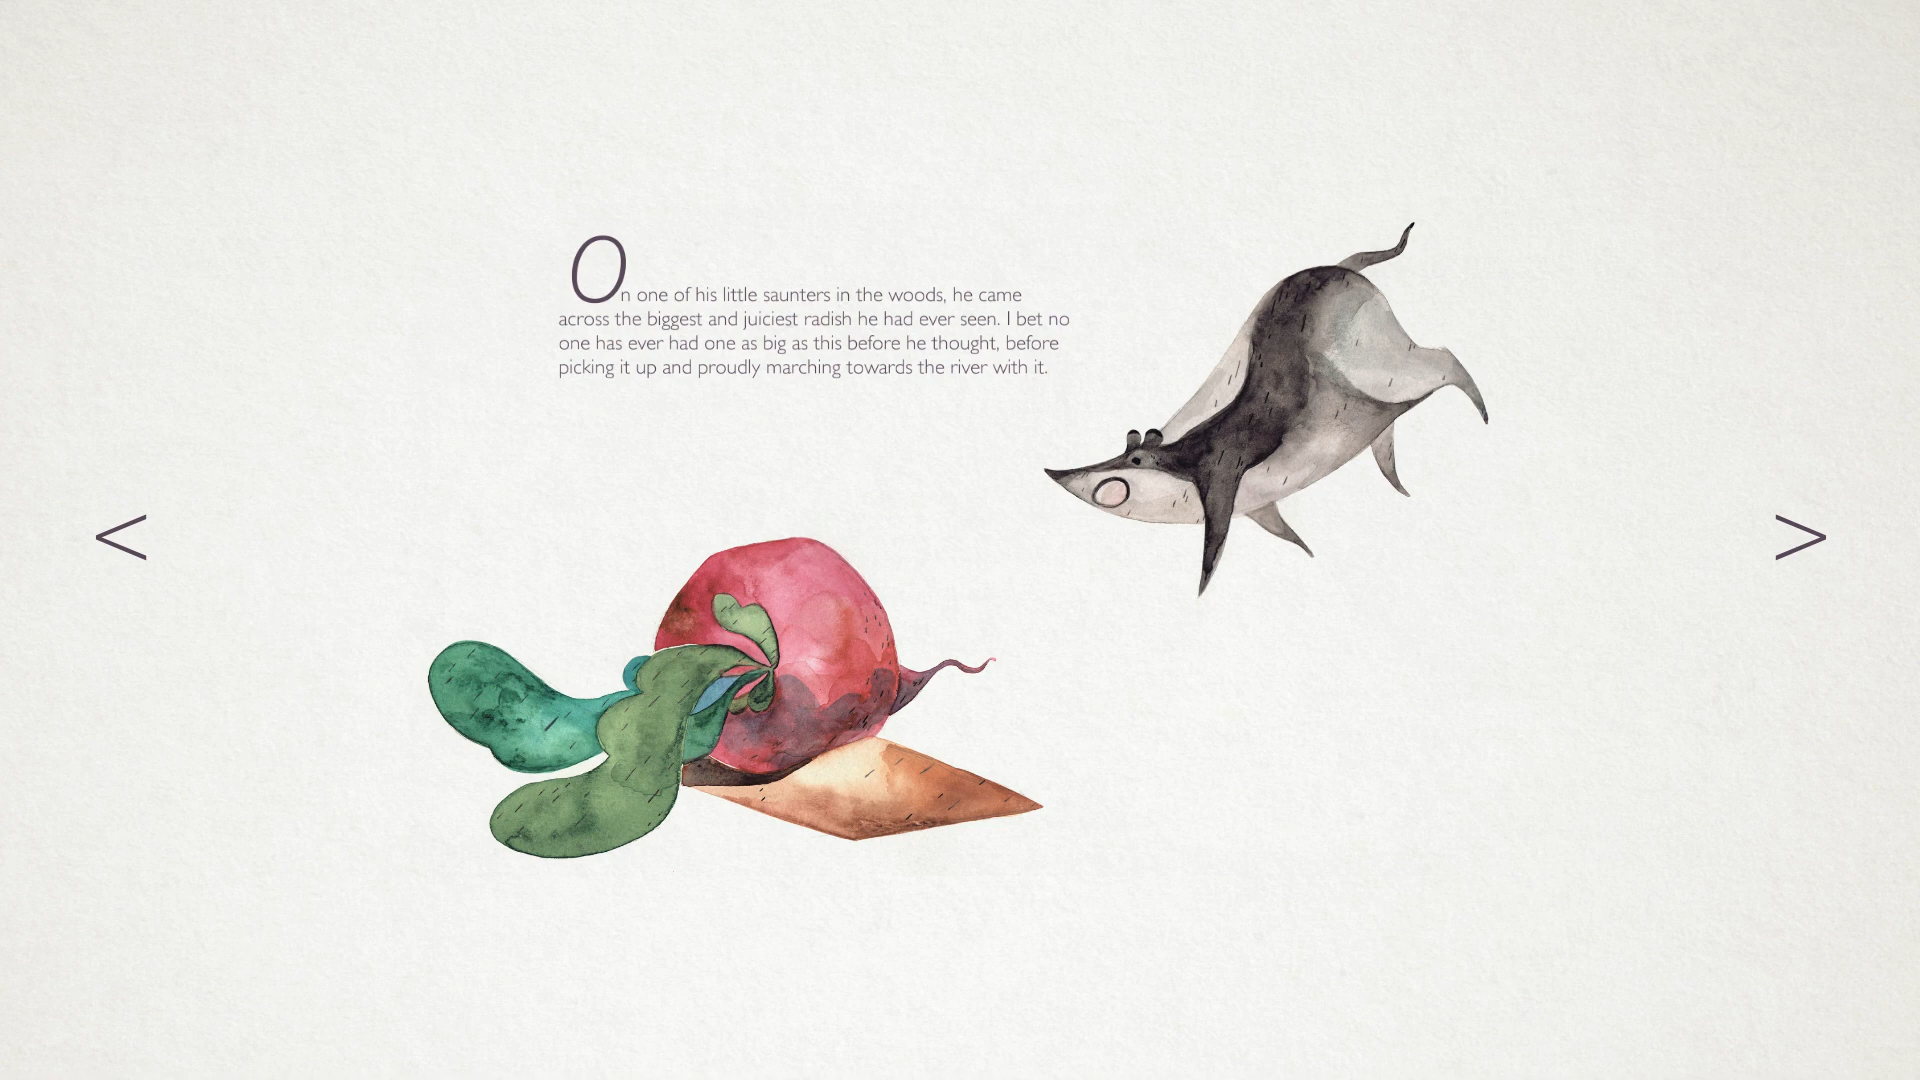 On one of his little saunters in the woods, he came
across the biggest and juiciest radish he had ever seen. I bet no
one has ever had one as big as this before he thought, before
picking it up and proudly marching towards the river with it.
< >